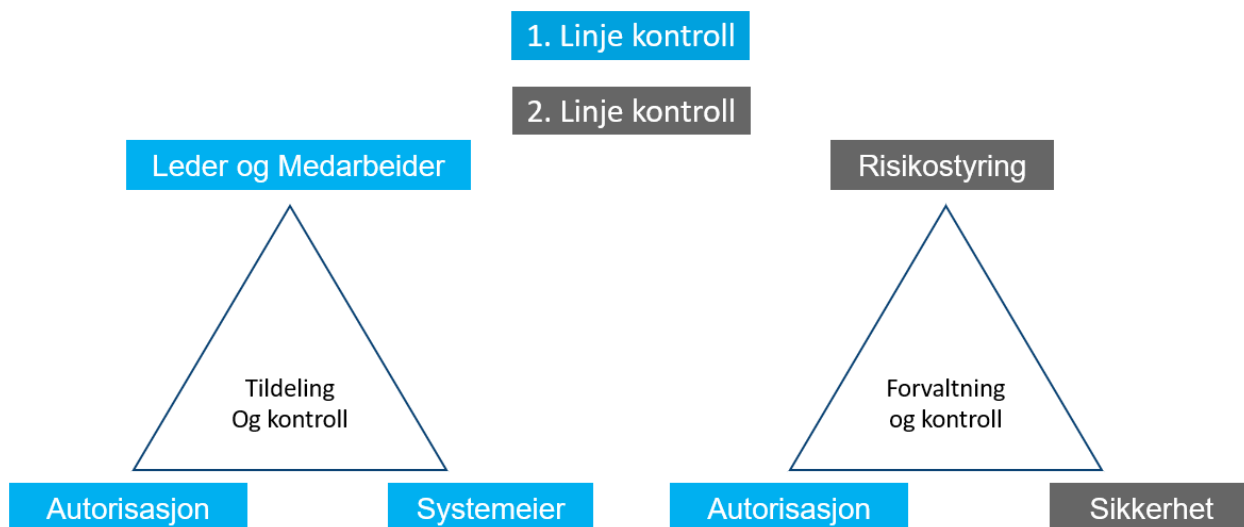 1. Linje kontroll
2. Linje kontroll
Leder og Medarbeider
Risikostyring
Tildeling
Og kontroll
Forvaltning
og kontroll
Autorisasjon
Systemeier
Autorisasjon
Sikkerhet